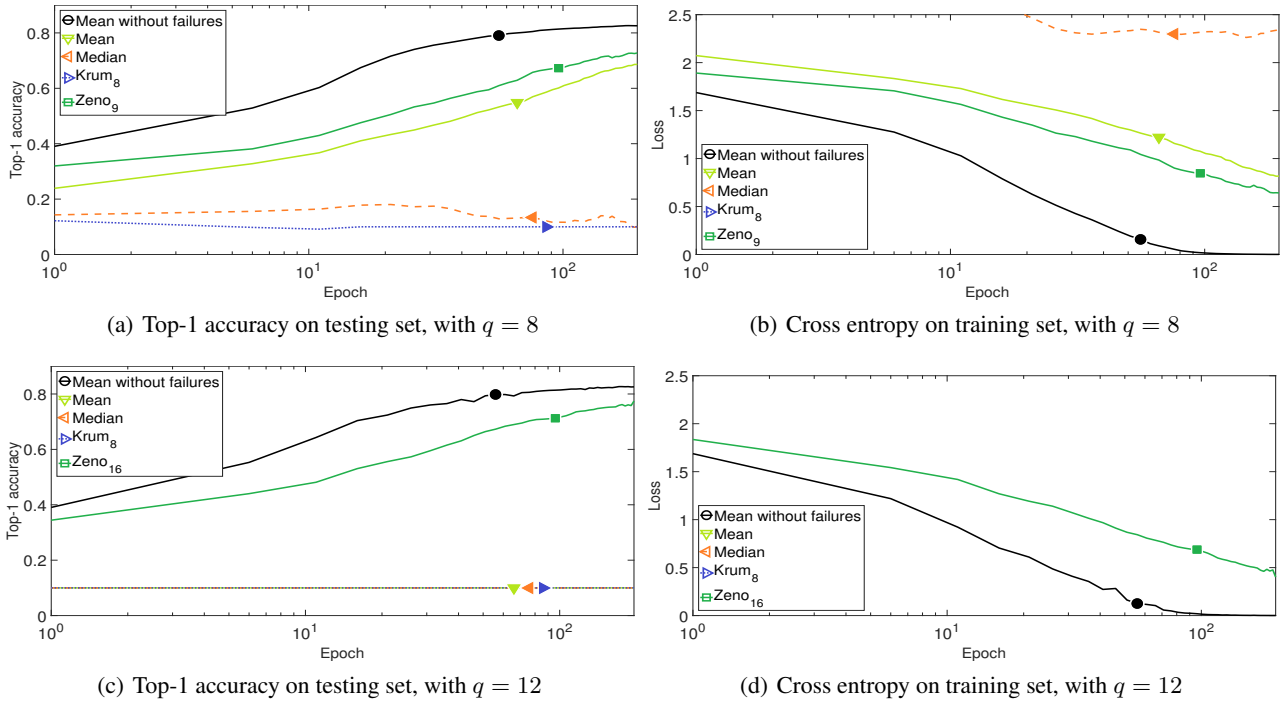 0.8
0.6
0.4
0.2
0
Top-1 accuracy
Mean without failures
Mean
Median
Krum8
Zeno9
10^0
10^1
10^2
Epoch
(a) Top-1 accuracy on testing set, with q = 8
2.5
2
1.5
1
0.5
0
Loss
Mean without failures
Mean
Median
Krum8
Zeno9
10^0
10^1
10^2
Epoch
(b) Cross entropy on training set, with q = 8
0.8
0.6
0.4
0.2
0
Top-1 accuracy
Mean without failures
Mean
Median
Krum8
Zeno16
10^0
10^1
10^2
Epoch
(c) Top-1 accuracy on testing set, with q = 12
2.5
2
1.5
1
0.5
0
Loss
Mean without failures
Mean
Median
Krum8
Zeno16
10^0
10^1
10^2
Epoch
(d) Cross entropy on training set, with q = 12